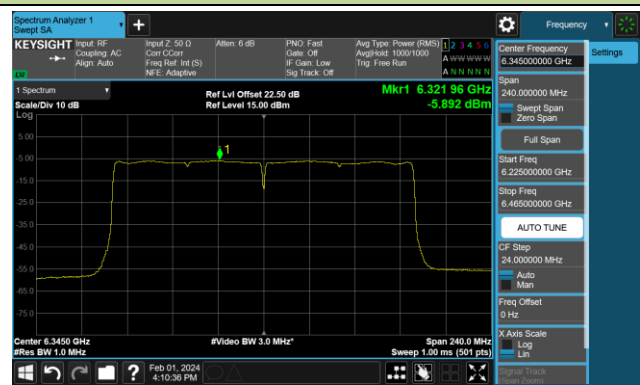 Spectrum Analyzer 1
Swept SA
Frequency
KEYSIGHT
Input: RF
Coupling: AC
Align: Auto
Input Z: 50 Ω
Corr CCorr
Freq Ref: Int (S)
NFE: Adaptive
Atten: 6 dB
PNO: Fast
Gate: Off
IF Gain: Low
Sig Track: Off
Avg Type: Power (RMS)
Avg|Hold: 1000/1000
Trig: Free Run
1 2 3 4 5 6
A W W W W W
A N N N N N
Center Frequency
6.345000000 GHz
Settings
Span
240.000000 MHz
Swept Span
Zero Span
Full Span
Start Freq
6.225000000 GHz
Stop Freq
6.465000000 GHz
AUTO TUNE
CF Step
24.000000 MHz
Auto
Man
Freq Offset
0 Hz
X Axis Scale
Log
Lin
Signal Track
(Span Zoom)
1 Spectrum
Scale/Div 10 dB
Log
Ref Lvl Offset 22.50 dB
Ref Level 15.00 dBm
Mkr1 6.321 96 GHz
-5.892 dBm
1
5.00
-5.00
-15.0
-25.0
-35.0
-45.0
-55.0
-65.0
-75.0
Center 6.3450 GHz
#Res BW 1.0 MHz
#Video BW 3.0 MHz*
Span 240.0 MHz
Sweep 1.00 ms (501 pts)
Feb 01, 2024
4:10:36 PM